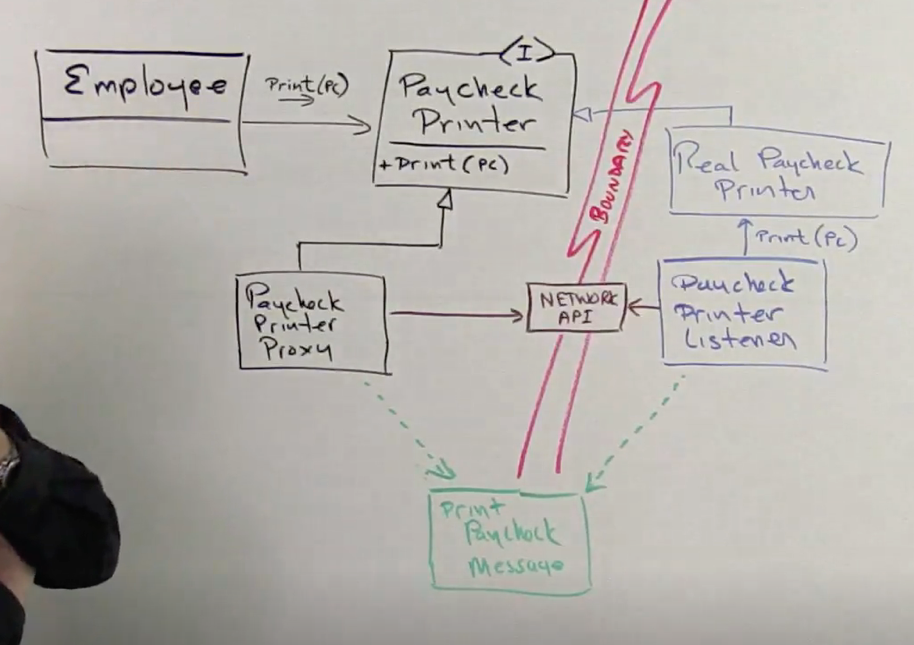 Employee
Print(Pc)
<I>
Paycheck
Printer
+Print(Pc)
BOUNDARY
Real Paycheck
Printer
Print(Pc)
Paycheck
Printer
Proxy
NETWORK
API
Paycheck
Printer
Listener
Print
Paycheck
Message